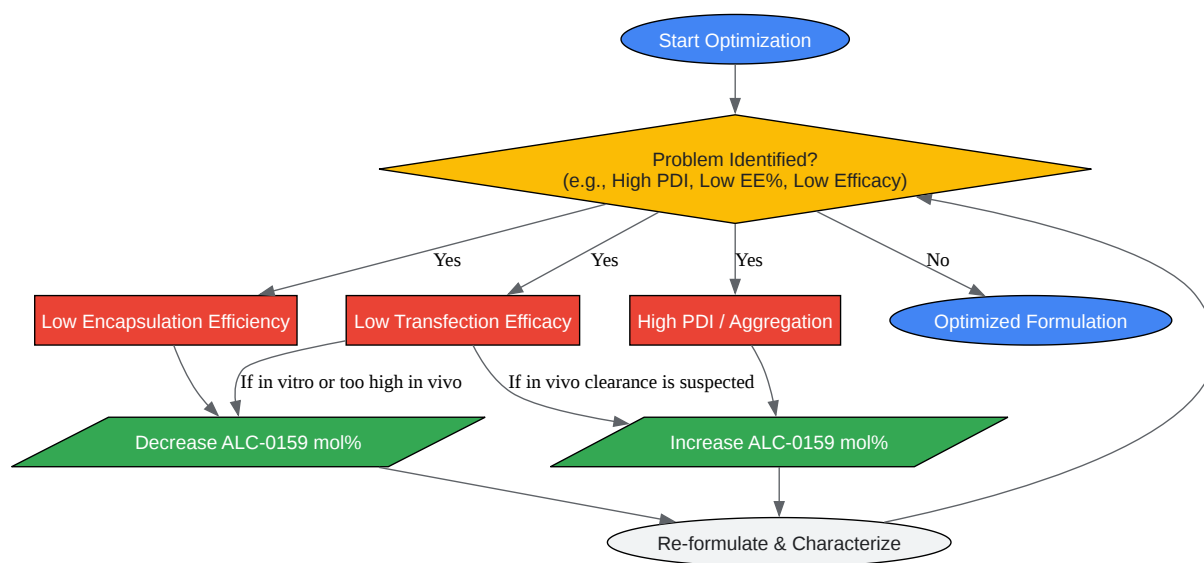 Start Optimization
Problem Identified?
(e.g., High PDI, Low EE%, Low Efficacy)
Yes
Yes
Yes
No
Low Encapsulation Efficiency
Low Transfection Efficacy
High PDI / Aggregation
Optimized Formulation
If in vitro or too high in vivo
If in vivo clearance is suspected
Decrease ALC-0159 mol%
Increase ALC-0159 mol%
Re-formulate & Characterize